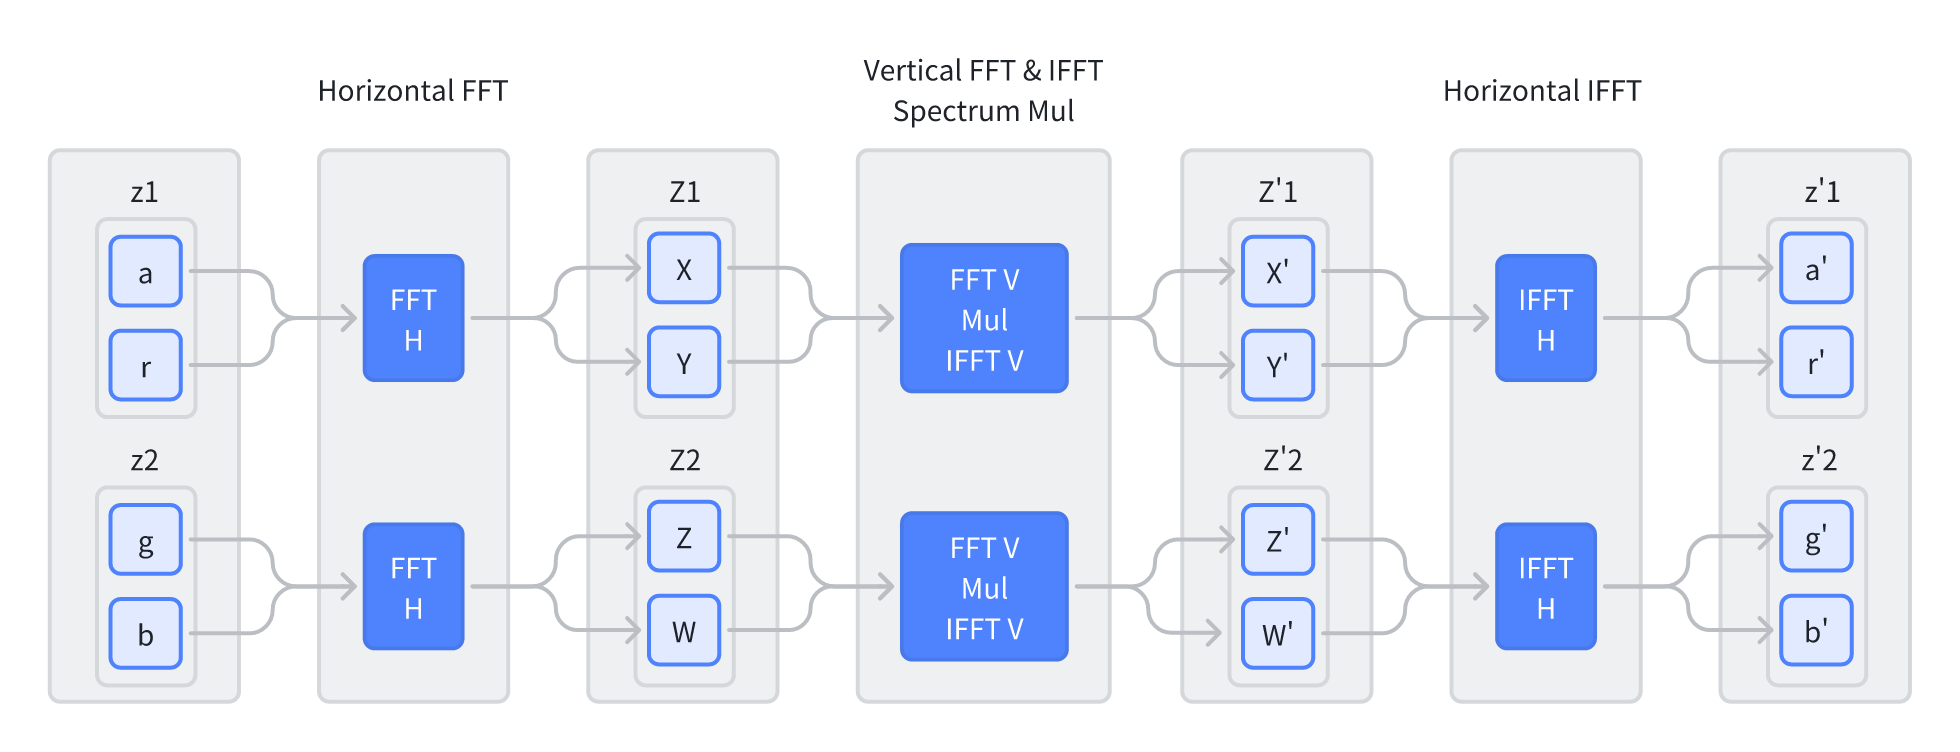 Horizontal FFT
Vertical FFT & IFFT
Spectrum Mul
Horizontal IFFT
z1
a
r
z2
g
b
FFT
H
FFT
H
Z1
X
Y
Z2
Z
W
FFT V
Mul
IFFT V
FFT V
Mul
IFFT V
Z'1
X'
Y'
Z'2
Z'
W'
IFFT
H
IFFT
H
z'1
a'
r'
z'2
g'
b'